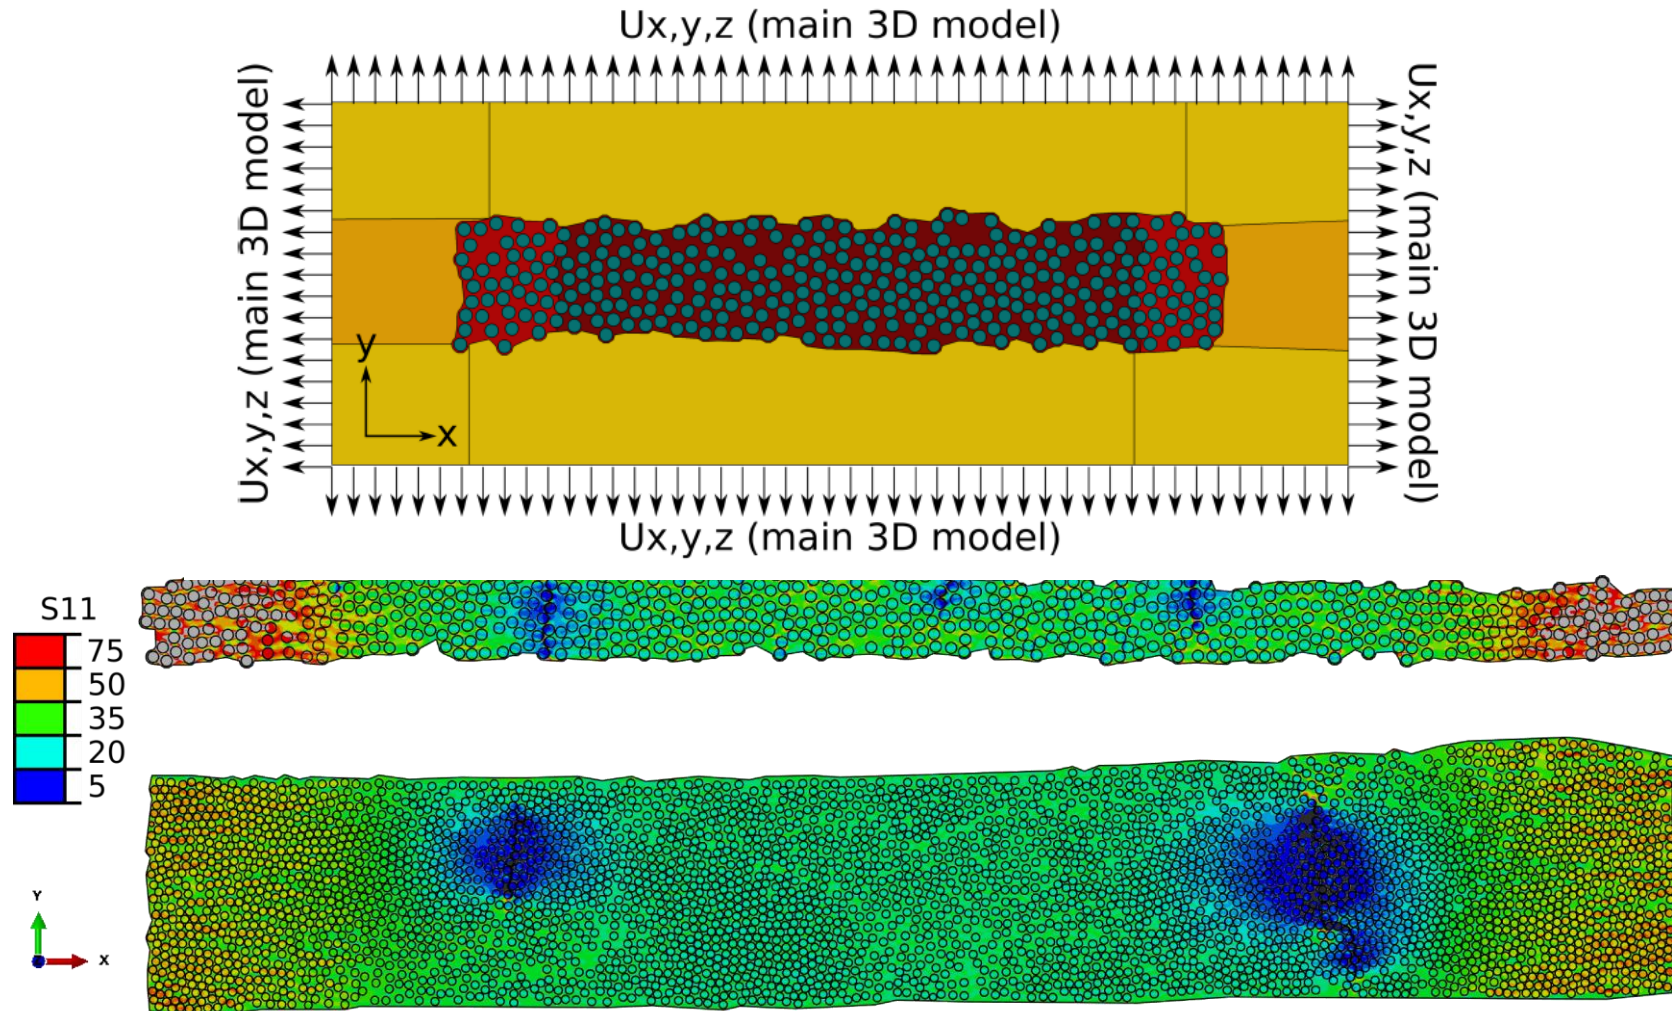 Ux,y,z (main 3D model)
Ux,y,z (main 3D model)
Ux,y,z (main 3D model)
y
x
Ux,y,z (main 3D model)
S11
75
50
35
20
5
Y
X